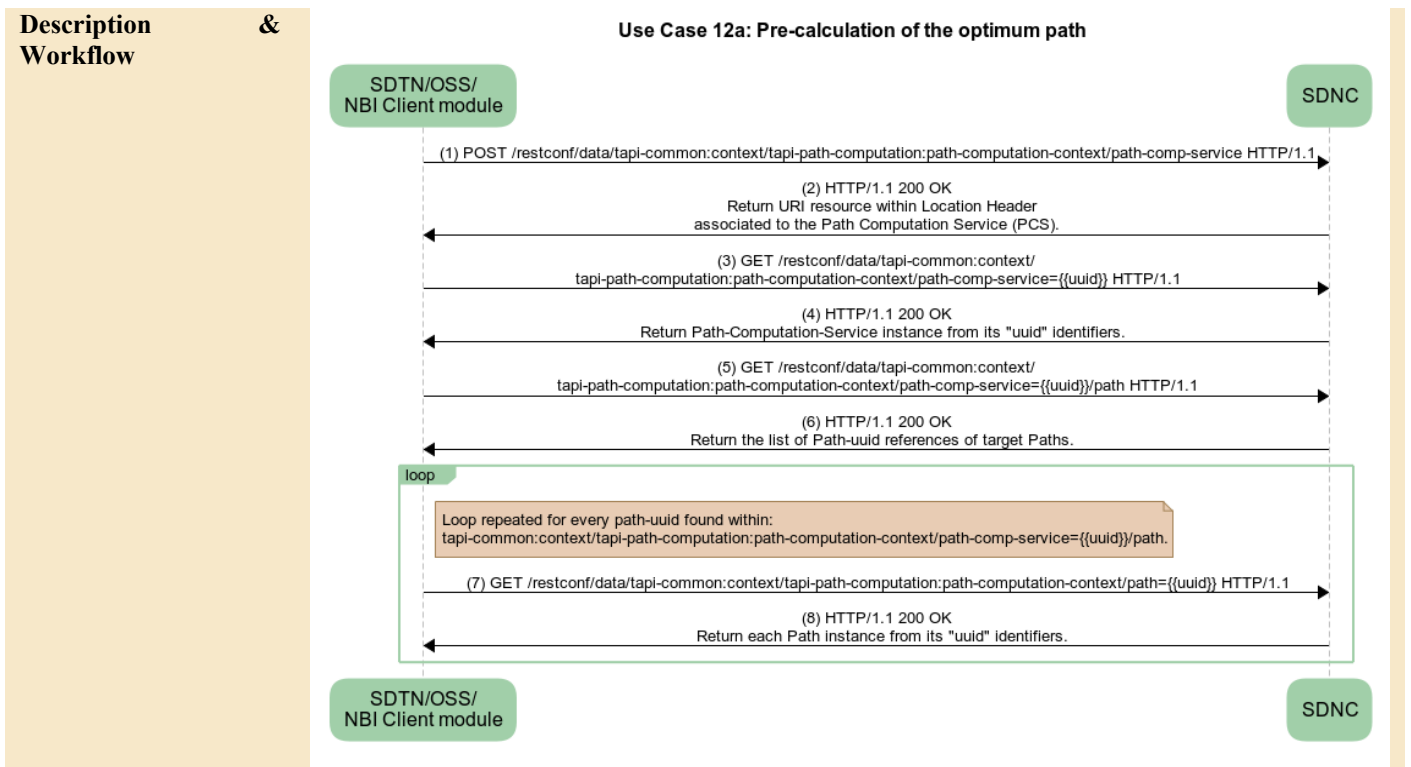 Description &
Workflow
Use Case 12a: Pre-calculation of the optimum path
SDTN/OSS/
NBI Client module
SDNC
(1) POST /restconf/data/tapi-common:context/tapi-path-computation:path-computation-context/path-comp-service HTTP/1.1
(2) HTTP/1.1 200 OK
Return URI resource within Location Header
associated to the Path Computation Service (PCS).
(3) GET /restconf/data/tapi-common:context/
tapi-path-computation:path-computation-context/path-comp-service={{uuid}} HTTP/1.1
(4) HTTP/1.1 200 OK
Return Path-Computation-Service instance from its "uuid" identifiers.
(5) GET /restconf/data/tapi-common:context/
tapi-path-computation:path-computation-context/path-comp-service={{uuid}}/path HTTP/1.1
(6) HTTP/1.1 200 OK
Return the list of Path-uuid references of target Paths.
loop
Loop repeated for every path-uuid found within:
tapi-common:context/tapi-path-computation:path-computation-context/path-comp-service={{uuid}}/path.
(7) GET /restconf/data/tapi-common:context/tapi-path-computation:path-computation-context/path={{uuid}} HTTP/1.1
(8) HTTP/1.1 200 OK
Return each Path instance from its "uuid" identifiers.
SDTN/OSS/
NBI Client module
SDNC